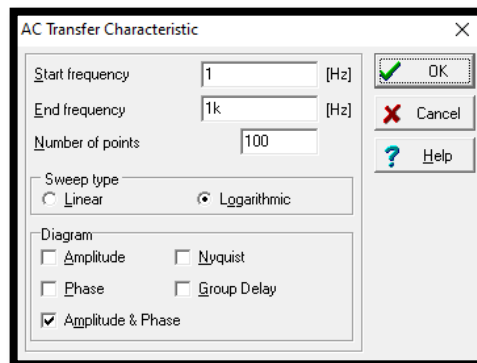 AC Transfer Characteristic
Start frequency 1 [Hz]
OK
End frequency 1k [Hz]
Cancel
Number of points 100
Help
Sweep type
Linear Logarithmic
Diagram
Amplitude Nyquist
Phase Group Delay
Amplitude & Phase